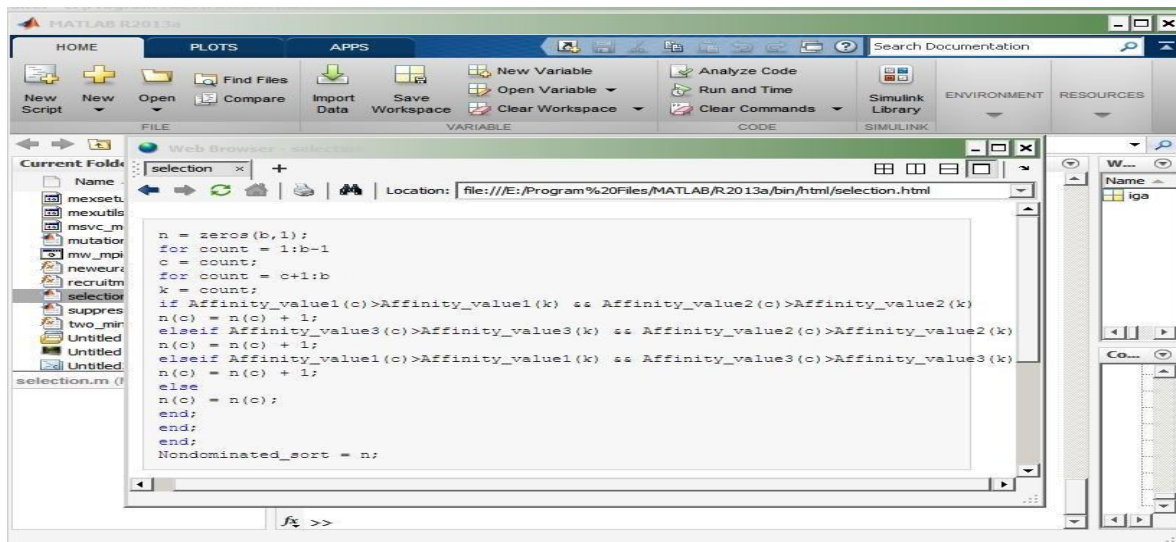 MATLAB R2013a
HOME PLOTS APPS Search Documentation
New Script
New
Open
Find Files
Compare
Import Data
Save Workspace
New Variable
Open Variable
Clear Workspace
Analyze Code
Run and Time
Clear Commands
Simulink Library
ENVIRONMENT
RESOURCES
FILE VARIABLE CODE SIMULINK
Current Folde
Name
mexsetu
mexutils
msvc_m
mutation
mw_mpi
neweura
recruitm
selection
suppres
two_min
Untitled
Untitled
Untitled
selection.m (
Web Browser - selection
selection
Location: file:///E:/Program%20Files/MATLAB/R2013a/bin/html/selection.html
n = zeros(b,1);
for count = 1:b-1
c = count;
for count = c+1:b
k = count;
if Affinity_value1(c)>Affinity_value1(k) && Affinity_value2(c)>Affinity_value2(k)
n(c) = n(c) + 1;
elseif Affinity_value3(c)>Affinity_value3(k) && Affinity_value2(c)>Affinity_value2(k)
n(c) = n(c) + 1;
elseif Affinity_value1(c)>Affinity_value1(k) && Affinity_value3(c)>Affinity_value3(k)
n(c) = n(c) + 1;
else
n(c) = n(c);
end;
end;
end;
Nondominated_sort = n;
W...
Name
iga
Co...
fx >>